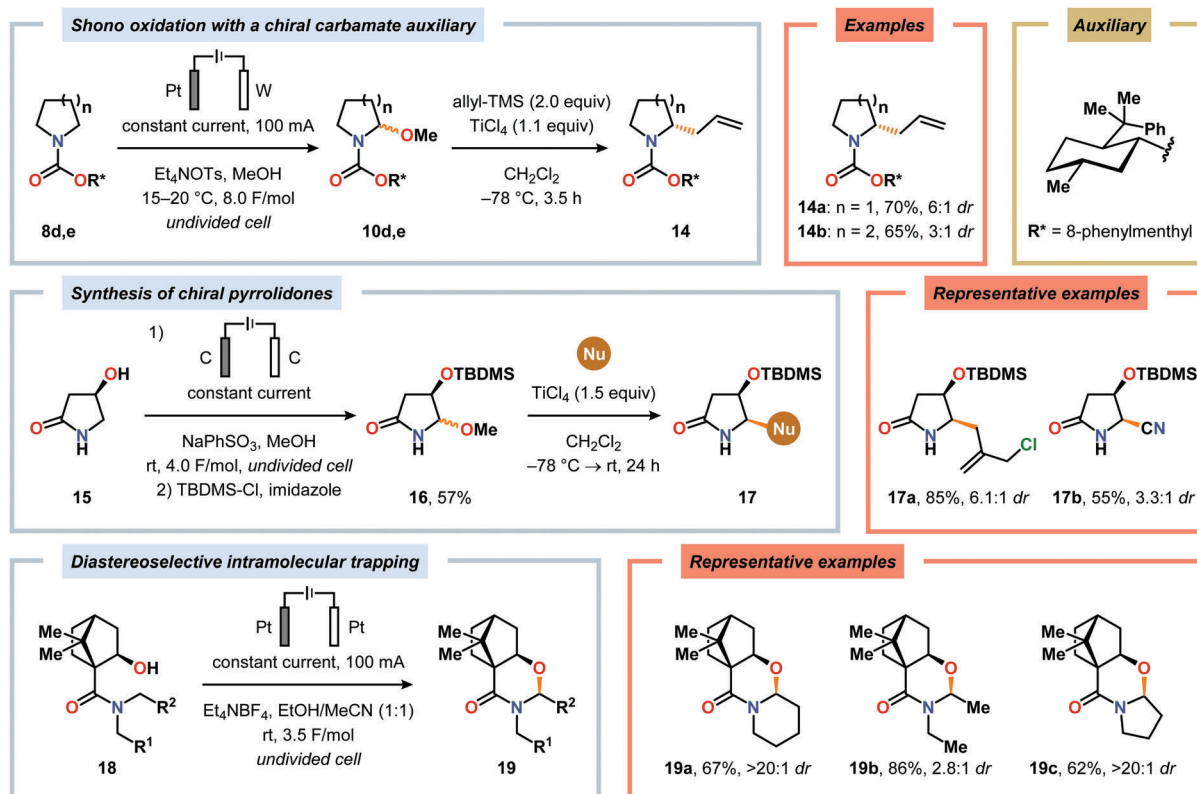 Shono oxidation with a chiral carbamate auxiliary
n
N
O
OR*
8d,e
Pt
W
constant current, 100 mA
Et₄NOTs, MeOH
15–20 °C, 8.0 F/mol
undivided cell
n
N
OMe
O
OR*
10d,e
allyl-TMS (2.0 equiv)
TiCl₄ (1.1 equiv)
CH₂Cl₂
–78 °C, 3.5 h
n
N
O
OR*
14
Examples
n
N
O
OR*
14a: n = 1, 70%, 6:1 dr
14b: n = 2, 65%, 3:1 dr
Auxiliary
Me
Me
Ph
Me
R* = 8-phenylmenthyl
Synthesis of chiral pyrrolidones
OH
O
N
H
15
1)
C
C
constant current
NaPhSO₃, MeOH
rt, 4.0 F/mol, undivided cell
2) TBDMS-Cl, imidazole
OTBDMS
O
N
H
OMe
16, 57%
Nu
TiCl₄ (1.5 equiv)
CH₂Cl₂
–78 °C → rt, 24 h
OTBDMS
O
N
H
Nu
17
Representative examples
OTBDMS
O
N
H
Cl
17a, 85%, 6.1:1 dr
OTBDMS
O
N
H
CN
17b, 55%, 3.3:1 dr
Diastereoselective intramolecular trapping
Me
Me
OH
O
N
R²
R¹
18
Pt
Pt
constant current, 100 mA
Et₄NBF₄, EtOH/MeCN (1:1)
rt, 3.5 F/mol
undivided cell
Me
Me
O
O
N
R²
R¹
19
Representative examples
Me
Me
O
O
N
19a, 67%, >20:1 dr
Me
Me
O
O
N
Me
Me
19b, 86%, 2.8:1 dr
Me
Me
O
O
N
19c, 62%, >20:1 dr